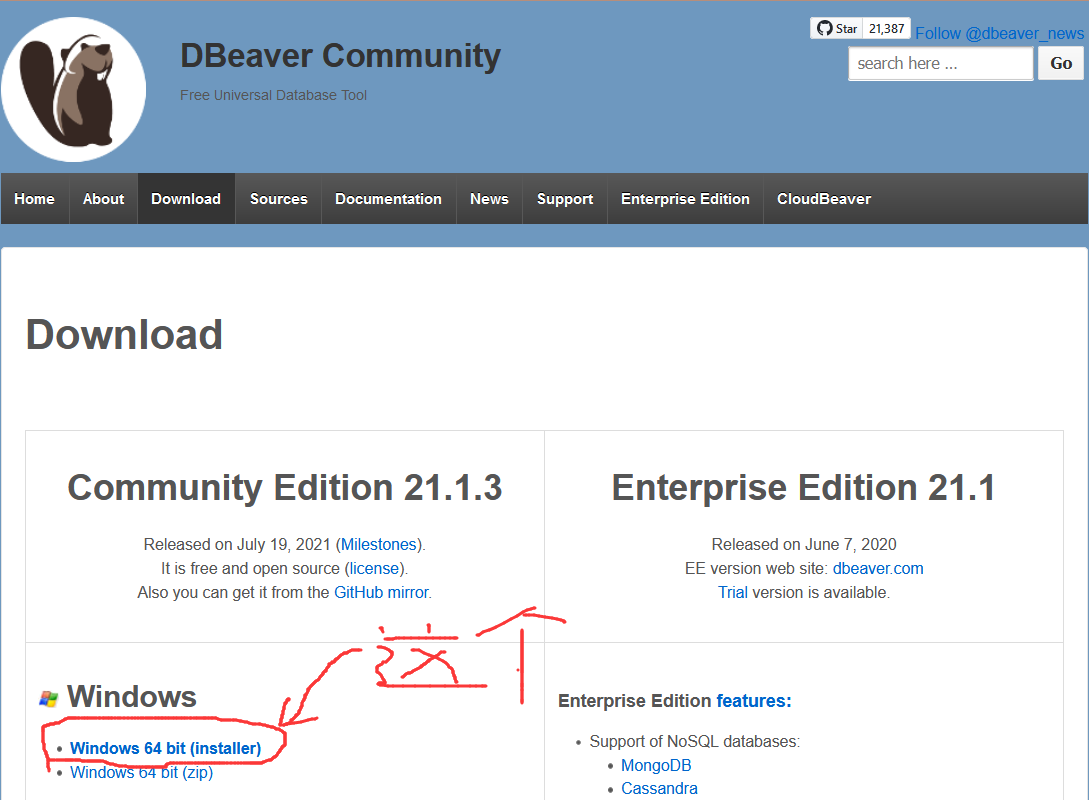 DBeaver Community
Free Universal Database Tool
Star 21,387 Follow @dbeaver_news
search here ... Go
Home About Download Sources Documentation News Support Enterprise Edition CloudBeaver
Download
Community Edition 21.1.3
Released on July 19, 2021 (Milestones).
It is free and open source (license).
Also you can get it from the GitHub mirror.
Enterprise Edition 21.1
Released on June 7, 2020
EE version web site: dbeaver.com
Trial version is available.
这个
Windows
Windows 64 bit (installer)
Windows 64 bit (zip)
Enterprise Edition features:
Support of NoSQL databases:
MongoDB
Cassandra